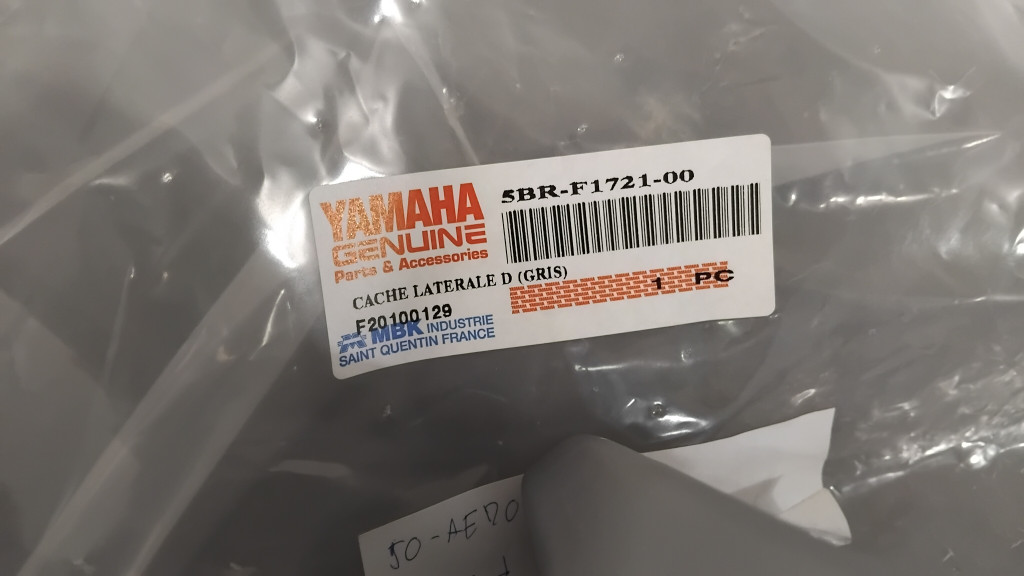 YAMAHA
GENUINE
Parts & Accessories
5BR-F1721-00
CACHE LATERALE D (GRIS)
1 PC
F20100129
MBK INDUSTRIE
SAINT QUENTIN FRANCE
50-AERO